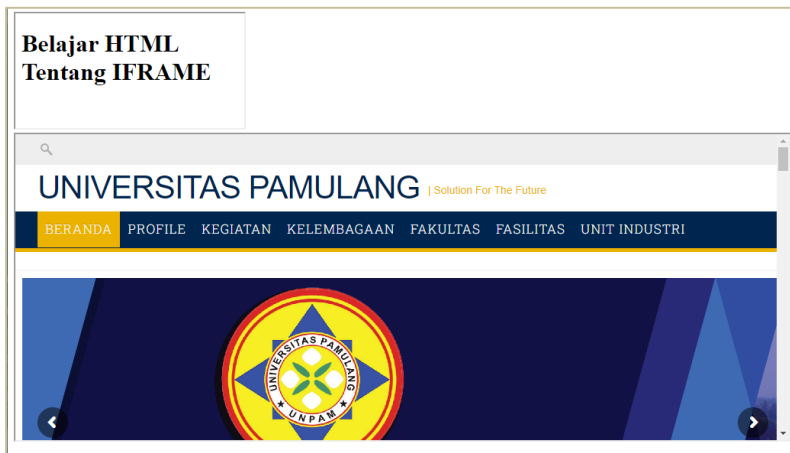 Belajar HTML
Tentang IFRAME
UNIVERSITAS PAMULANG | Solution For The Future
BERANDA PROFILE KEGIATAN KELEMBAGAAN FAKULTAS FASILITAS UNIT INDUSTRI
UNIVERSITAS PAMULANG
★ UNPAM ★